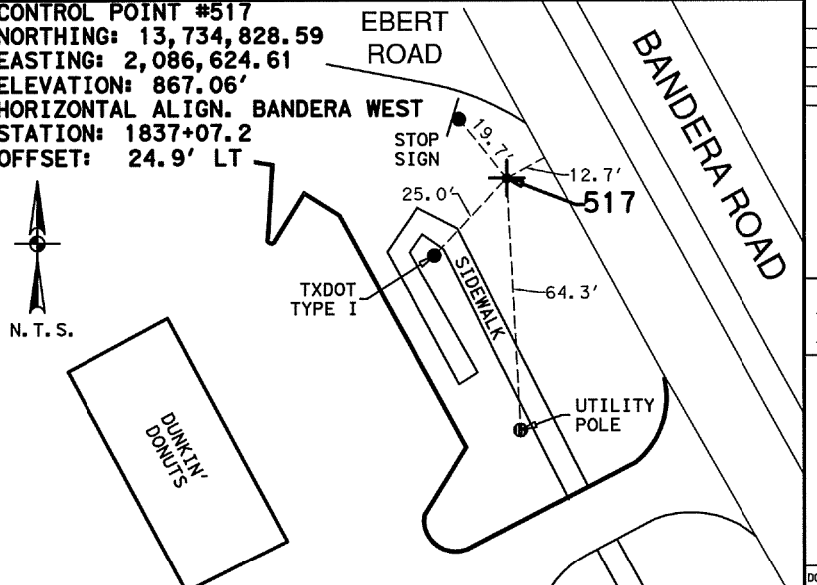 CONTROL POINT #517
NORTHING: 13,734,828.59
EASTING: 2,086,624.61
ELEVATION: 867.06'
HORIZONTAL ALIGN. BANDERA WEST
STATION: 1837+07.2
OFFSET: 24.9' LT
EBERT
ROAD
BANDERA ROAD
STOP
SIGN
19.7'
12.7'
517
25.0'
TXDOT
TYPE I
SIDEWALK
64.3'
N.T.S.
UTILITY
POLE
DUNKIN'
DONUTS